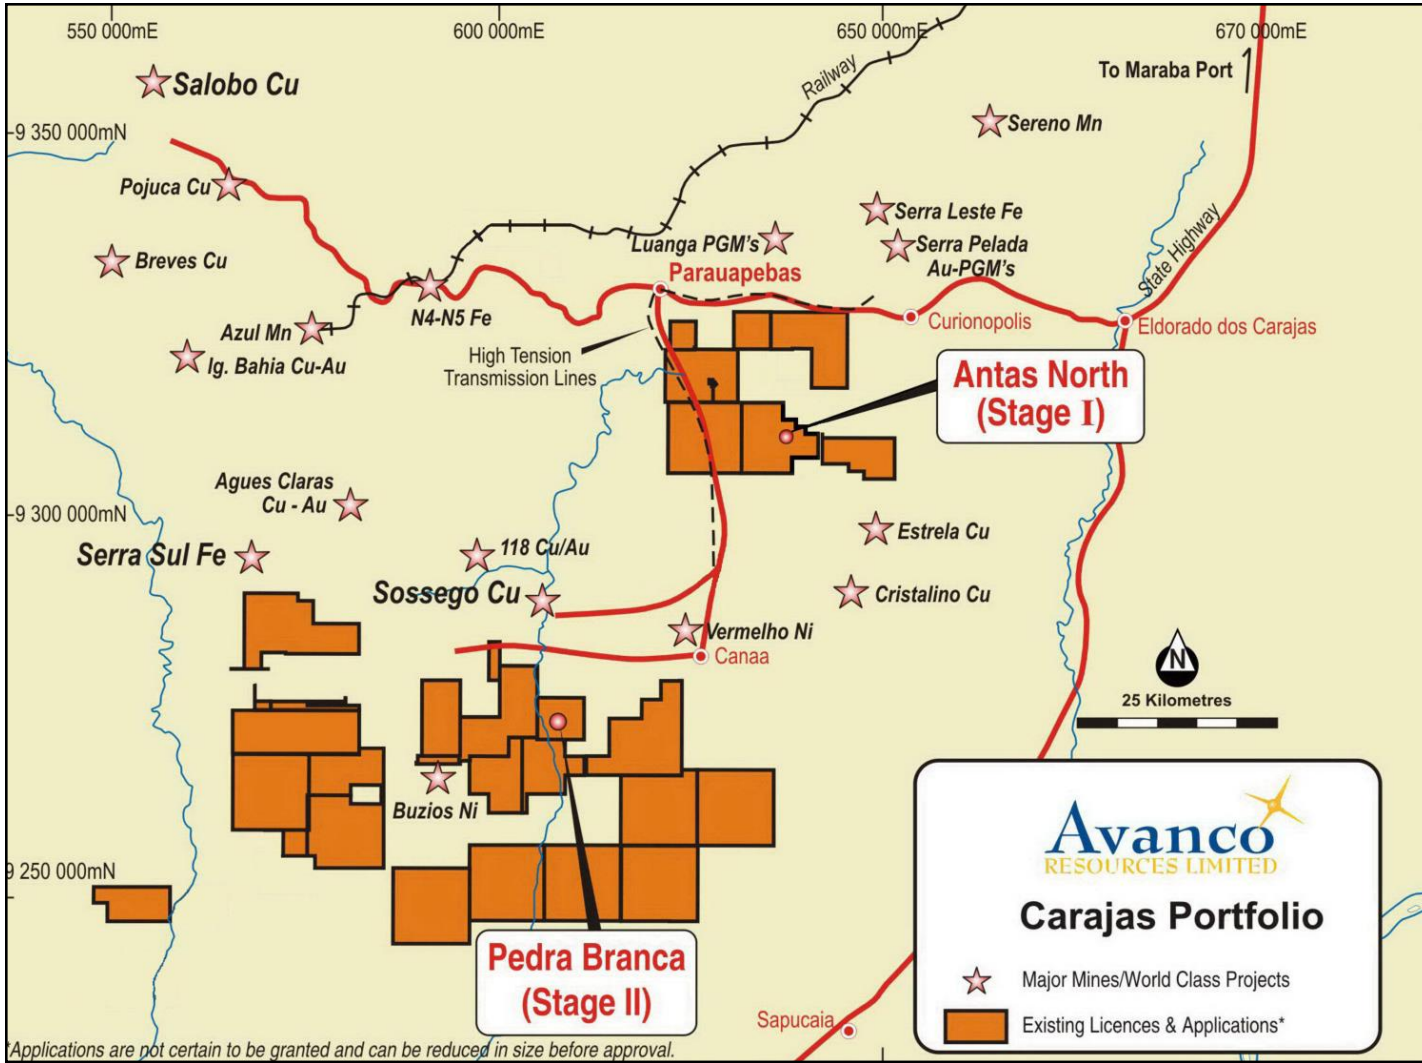 550 000mE
600 000mE
650 000mE
670 000mE
To Maraba Port
Railway
Salobo Cu
Sereno Mn
9 350 000mN
Pojuca Cu
Serra Leste Fe
State Highway
Luanga PGM's
Serra Pelada
Au-PGM's
Breves Cu
Parauapebas
N4-N5 Fe
Curionopolis
Eldorado dos Carajas
Azul Mn
Ig. Bahia Cu-Au
High Tension
Transmission Lines
Antas North
(Stage I)
Agues Claras
Cu - Au
9 300 000mN
Estrela Cu
Serra Sul Fe
118 Cu/Au
Sossego Cu
Cristalino Cu
Vermelho Ni
Canaa
N
25 Kilometres
Buzios Ni
9 250 000mN
Pedra Branca
(Stage II)
Sapucaia
Avanco
RESOURCES LIMITED
Carajas Portfolio
Major Mines/World Class Projects
Existing Licences & Applications*
*Applications are not certain to be granted and can be reduced in size before approval.